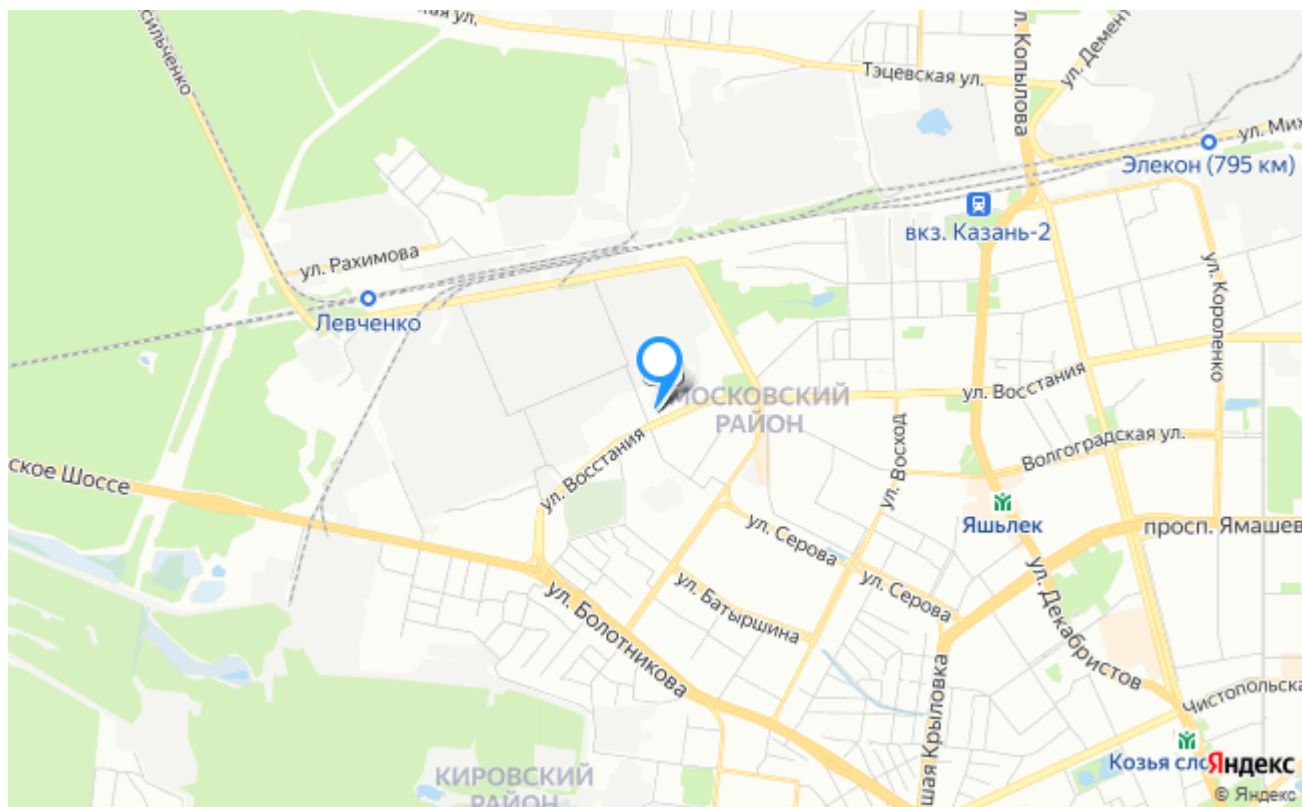 ул. Копылова
ул. Демент
Тэцевская ул.
сильченко
ул. Мих
Элекон (795 км)
вкз. Казань-2
ул. Рахимова
Левченко
ул. Короленко
МОСКОВСКИЙ
РАЙОН
ул. Восстания
ул. Восстания
ул. Восход
Волгоградская ул.
ское Шоссе
Яшьлек
просп. Ямашев
ул. Серова
ул. Серова
ул. Батыршина
ул. Болотникова
ул. Декабристов
шая Крыловка
Чистопольска
Козья сло
КИРОВСКИЙ
РАЙОН
Яндекс
© Яндекс